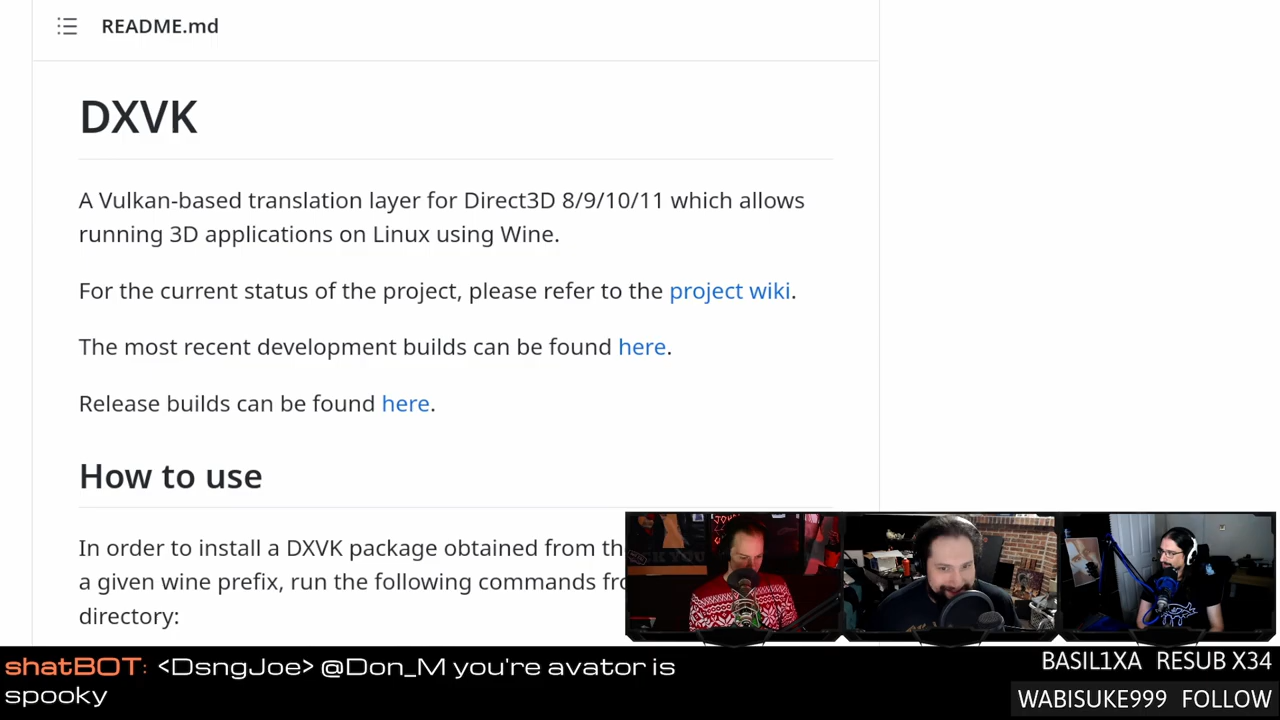 README.md
DXVK
A Vulkan-based translation layer for Direct3D 8/9/10/11 which allows
running 3D applications on Linux using Wine.
For the current status of the project, please refer to the project wiki.
The most recent development builds can be found here.
Release builds can be found here.
How to use
In order to install a DXVK package obtained from
a given wine prefix, run the following commands
directory:
shatBOT: <DsngJoe> @Don_M you're avator is
spooky
BASIL1XA RESUB X34
WABISUKE999 FOLLOW